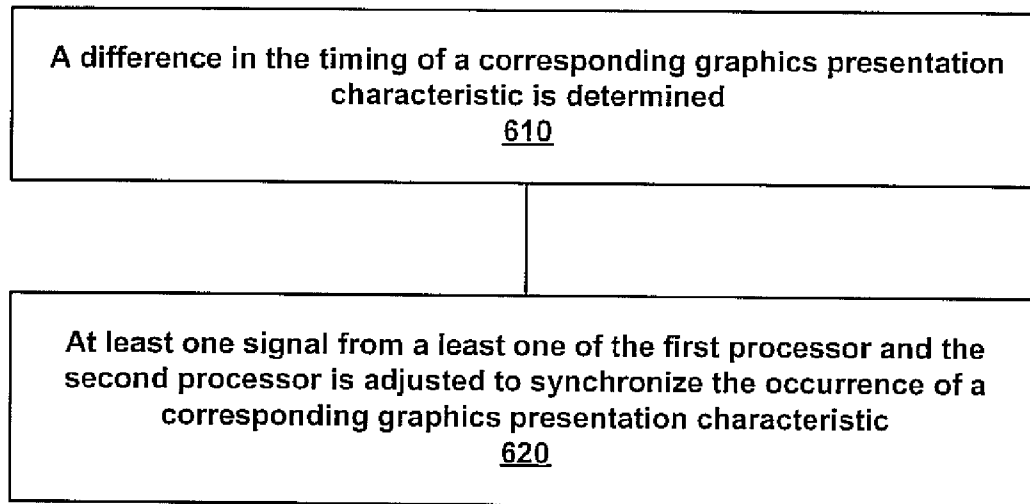 A difference in the timing of a corresponding graphics presentation
characteristic is determined
610
At least one signal from a least one of the first processor and the
second processor is adjusted to synchronize the occurrence of a
corresponding graphics presentation characteristic
620